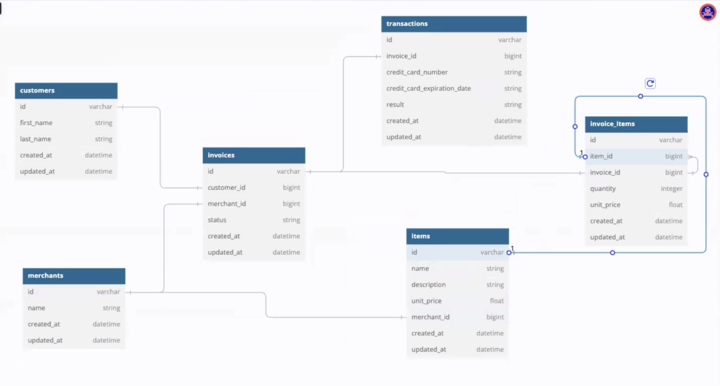 transactions
id varchar
invoice_id bigint
credit_card_number string
credit_card_expiration_date string
result string
created_at datetime
updated_at datetime
customers
id varchar
first_name string
last_name string
created_at datetime
updated_at datetime
invoice_items
id varchar
1
item_id bigint
invoice_id bigint
quantity integer
unit_price float
created_at datetime
updated_at datetime
invoices
id varchar
customer_id bigint
merchant_id bigint
status string
created_at datetime
updated_at datetime
items
1
id varchar
name string
description string
unit_price float
merchant_id bigint
created_at datetime
updated_at datetime
merchants
id varchar
name string
created_at datetime
updated_at datetime